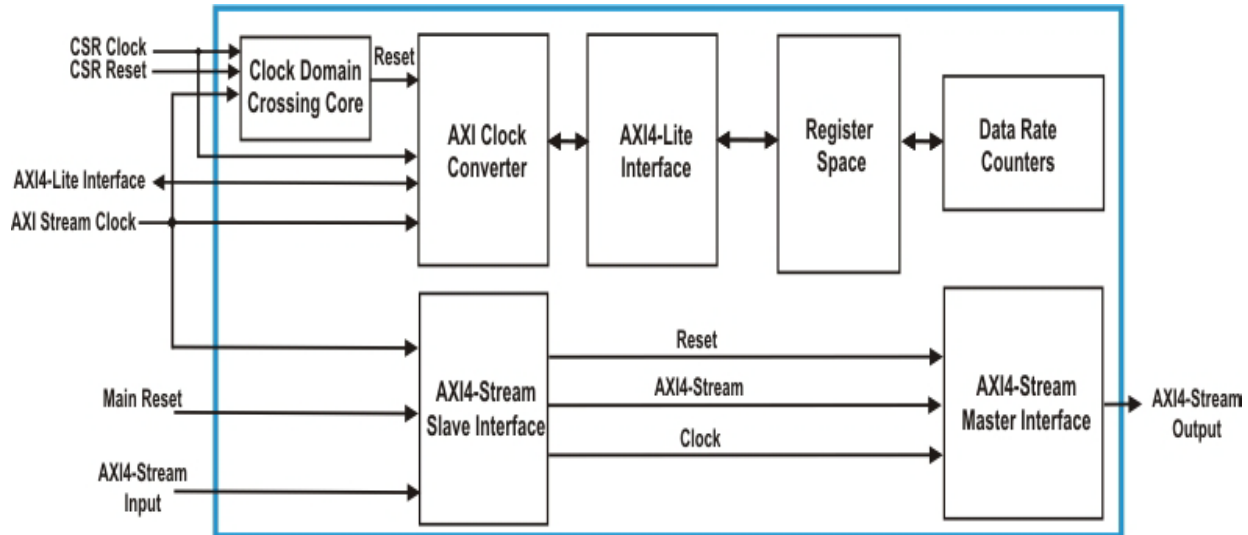 CSR Clock
CSR Reset
Clock Domain
Crossing Core
Reset
AXI Clock
Converter
AXI4-Lite
Interface
Register
Space
Data Rate
Counters
AXI4-Lite Interface
AXI Stream Clock
Main Reset
AXI4-Stream
Input
AXI4-Stream
Slave Interface
Reset
AXI4-Stream
Clock
AXI4-Stream
Master Interface
AXI4-Stream
Output